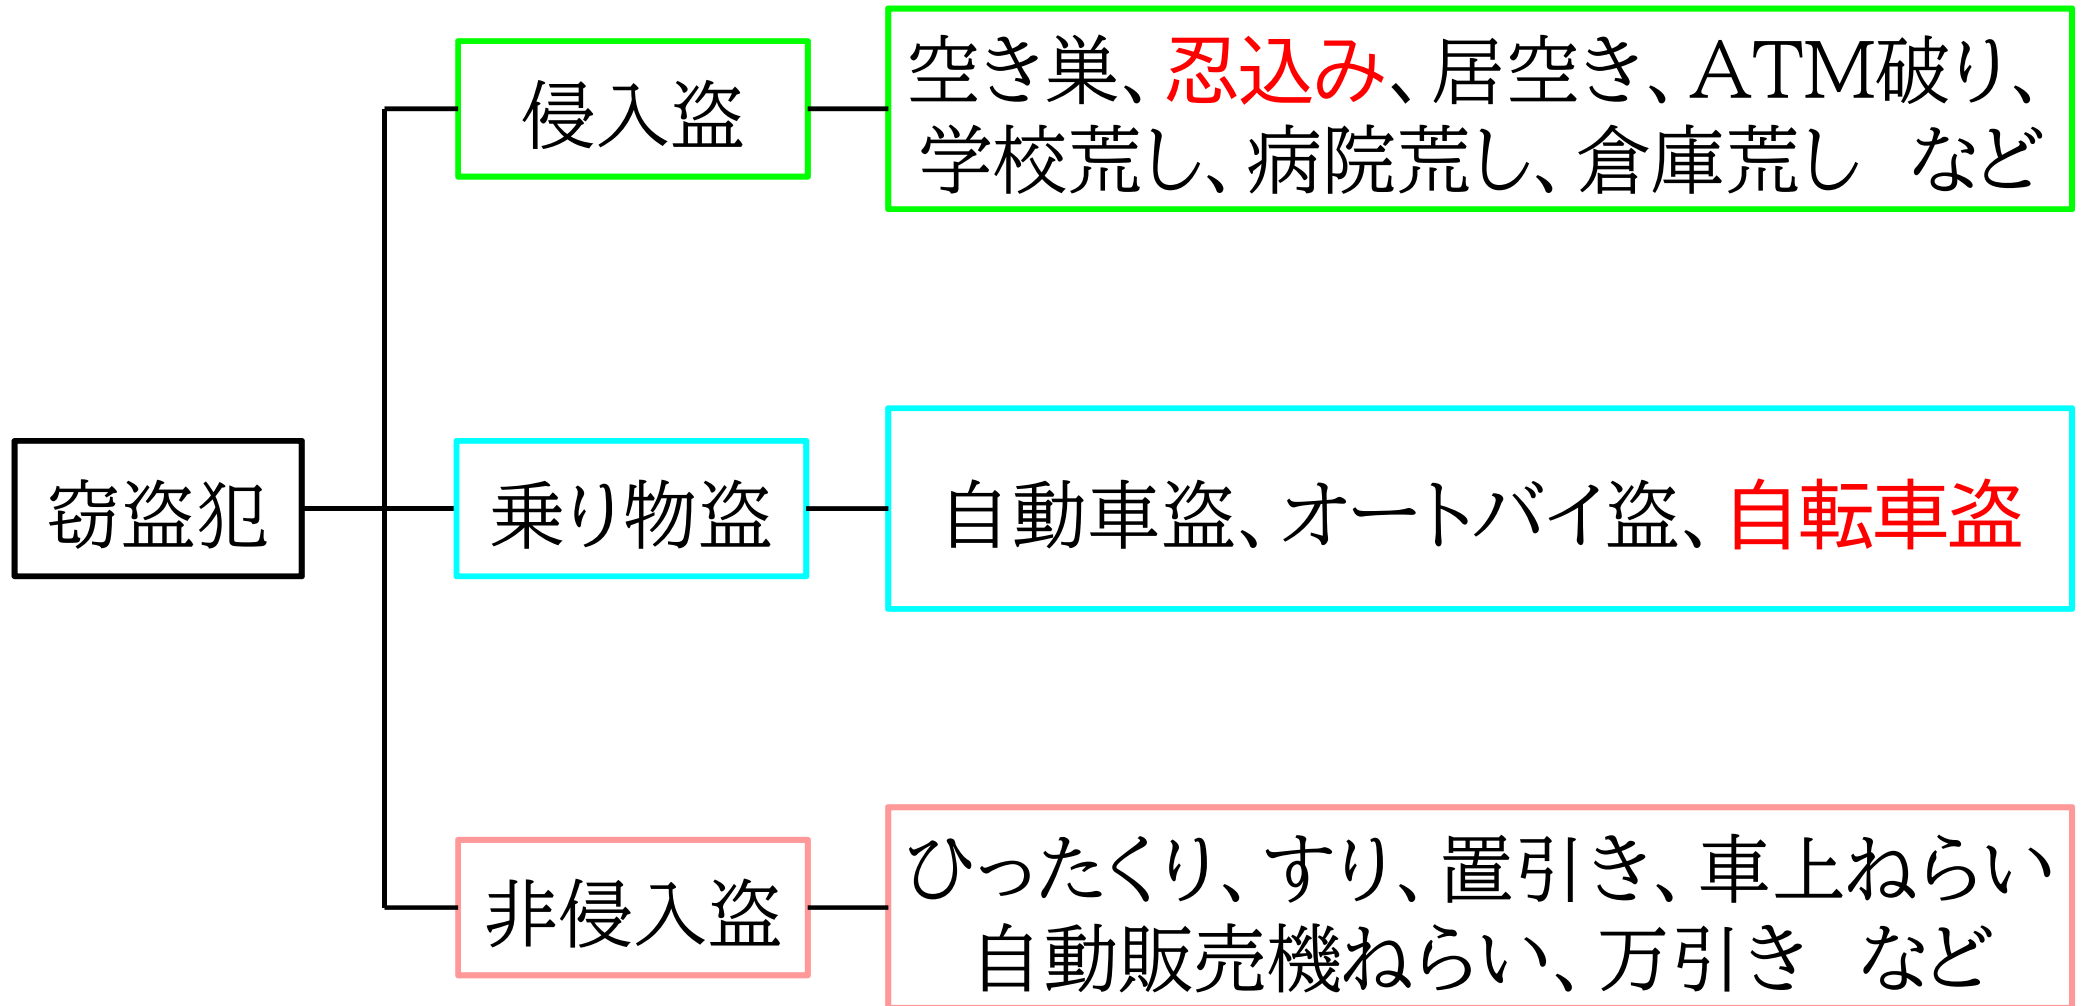 侵入盗
空き巣、忍込み、居空き、ATM破り、
学校荒し、病院荒し、倉庫荒し　など
窃盗犯
乗り物盗
自動車盗、オートバイ盗、自転車盗
非侵入盗
ひったくり、すり、置引き、車上ねらい
自動販売機ねらい、万引き　など